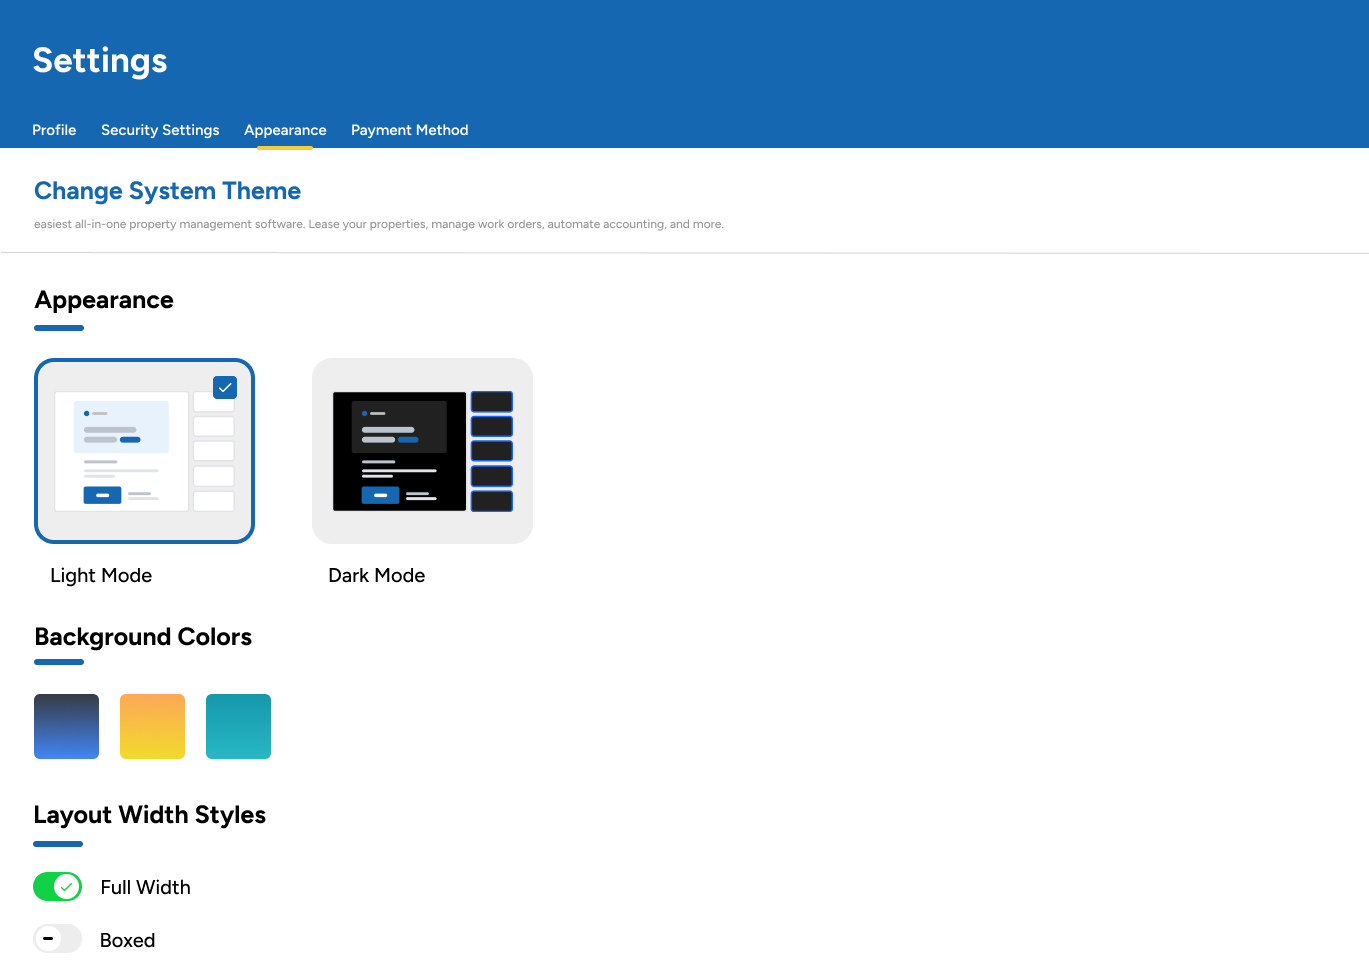 Settings
Profile Security Settings Appearance Payment Method
Change System Theme
easiest all-in-one property management software. Lease your properties, manage work orders, automate accounting, and more.
Appearance
Light Mode Dark Mode
Background Colors
Layout Width Styles
Full Width
Boxed